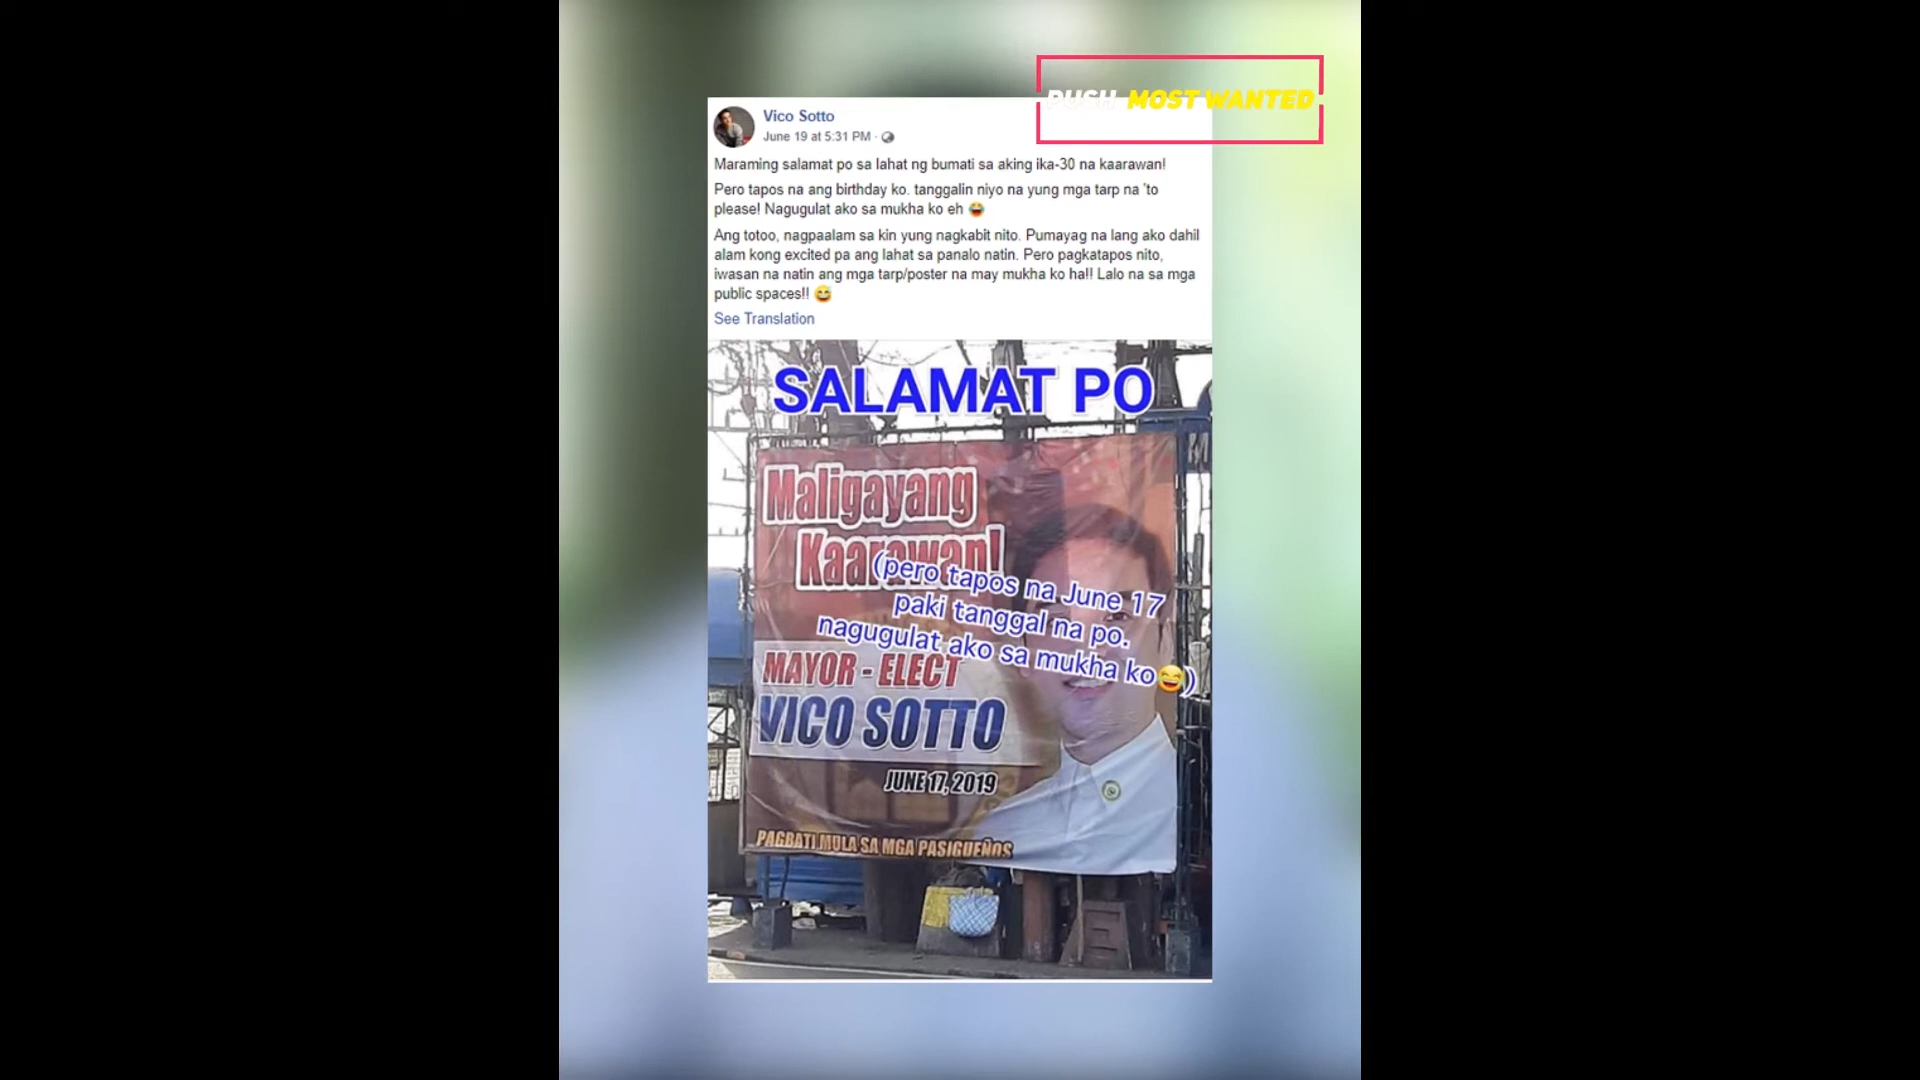 PUSH MOST WANTED
Vico Sotto
June 19 at 5:31 PM ·
Maraming salamat po sa lahat ng bumati sa aking ika-30 na kaarawan!
Pero tapos na ang birthday ko. tanggalin niyo na yung mga tarp na 'to
please! Nagugulat ako sa mukha ko eh 😂
Ang totoo, nagpaalam sa kin yung nagkabit nito. Pumayag na lang ako dahil
alam kong excited pa ang lahat sa panalo natin. Pero pagkatapos nito,
iwasan na natin ang mga tarp/poster na may mukha ko ha!! Lalo na sa mga
public spaces!! 😅
See Translation
SALAMAT PO
Maligayang
Kaarawan!
(pero tapos na June 17
paki tanggal na po.
nagugulat ako sa mukha ko😂)
MAYOR - ELECT
VICO SOTTO
JUNE 17, 2019
PAGBATI MULA SA MGA PASIGUEÑOS